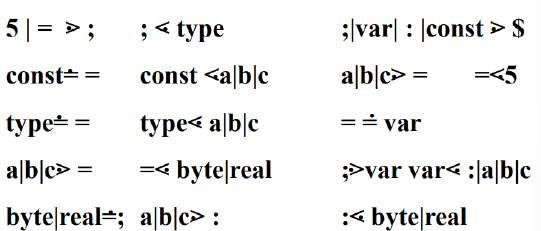 5 | = ⋗ ; ; ⋖ type ;|var| : |const ⋗ $
const≐ = const ⋖a|b|c a|b|c⋗ = =⋖5
type≐ = type⋖ a|b|c = ≐ var
a|b|c⋗ = =⋖ byte|real ;⋗var var⋖ :|a|b|c
byte|real≐; a|b|c⋗ : :⋖ byte|real